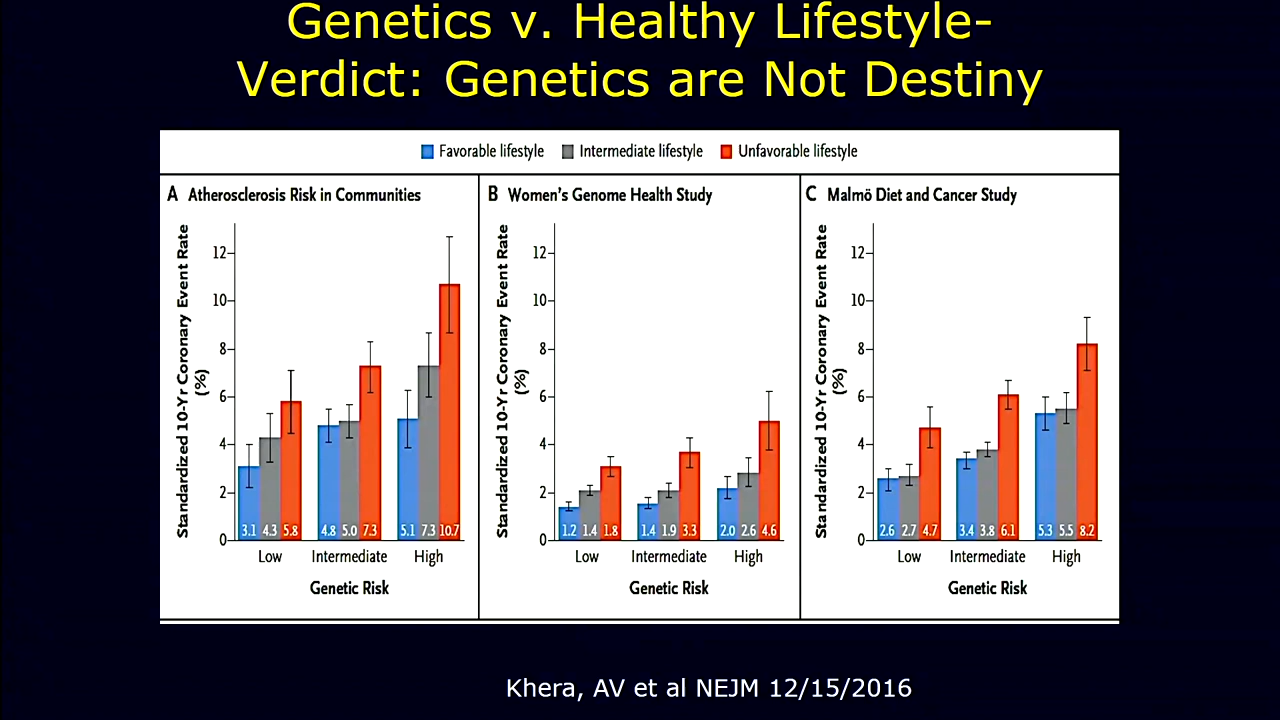 Genetics v. Healthy Lifestyle-
Verdict: Genetics are Not Destiny
Favorable lifestyle Intermediate lifestyle Unfavorable lifestyle
A Atherosclerosis Risk in Communities
Standardized 10-Yr Coronary Event Rate
(%)
12
10
8
6
4
2
0
3.1 4.3 5.8 4.8 5.0 7.3 5.1 7.3 10.7
Low Intermediate High
Genetic Risk
B Women's Genome Health Study
Standardized 10-Yr Coronary Event Rate
(%)
12
10
8
6
4
2
0
1.2 1.4 1.8 1.4 1.9 3.3 2.0 2.6 4.6
Low Intermediate High
Genetic Risk
C Malmö Diet and Cancer Study
Standardized 10-Yr Coronary Event Rate
(%)
12
10
8
6
4
2
0
2.6 2.7 4.7 3.4 3.8 6.1 5.3 5.5 8.2
Low Intermediate High
Genetic Risk
Khera, AV et al NEJM 12/15/2016